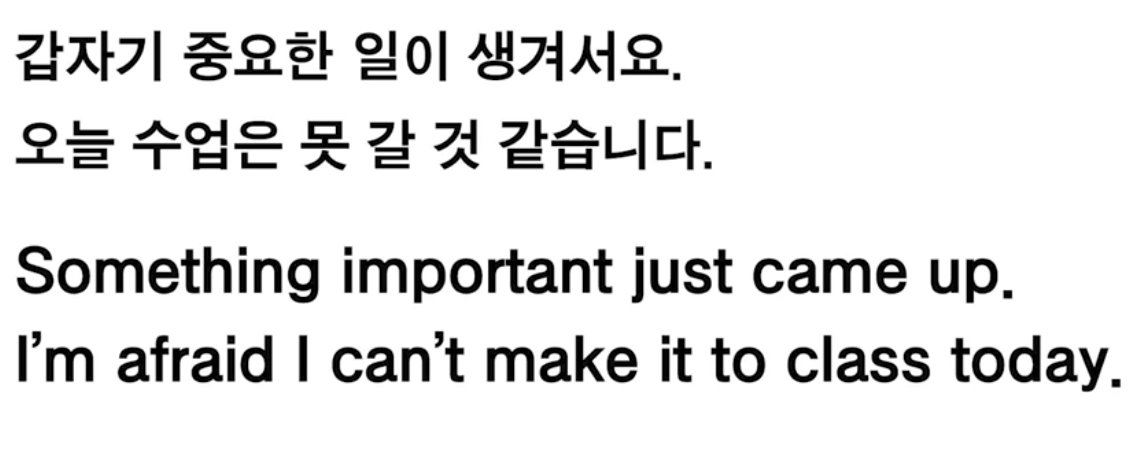 갑자기 중요한 일이 생겨서요.
오늘 수업은 못 갈 것 같습니다.
Something important just came up.
I’m afraid I can’t make it to class today.